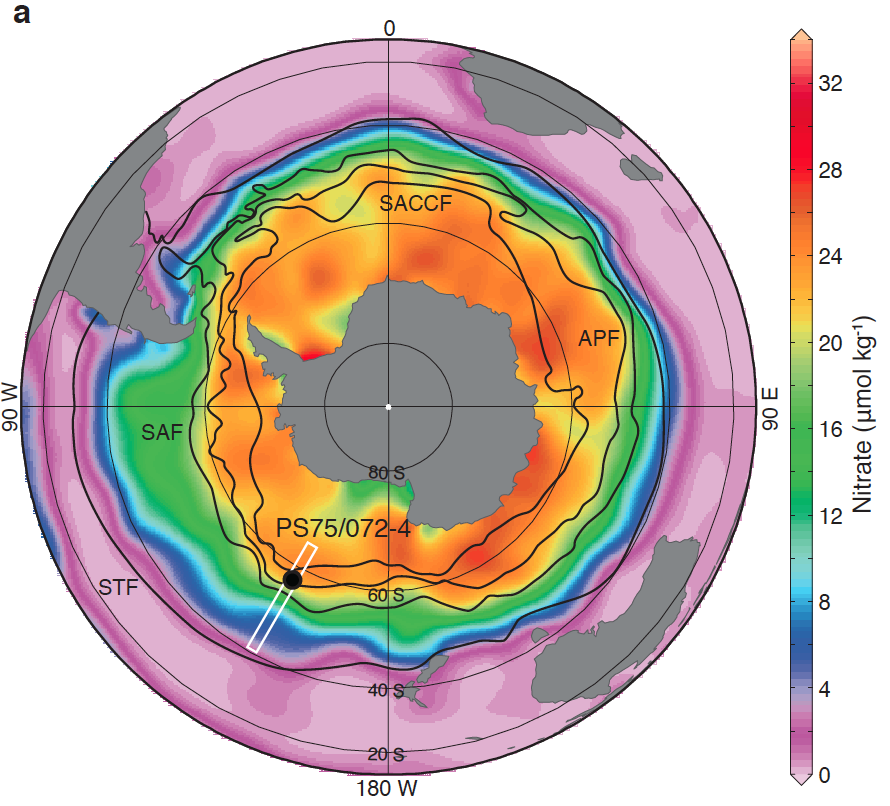 a
0
32
28
SACCF
24
APF
20
Nitrate (µmol kg⁻¹)
90 W
90 E
SAF
16
80 S
12
PS75/072-4
STF
60 S
8
40 S
4
20 S
0
180 W